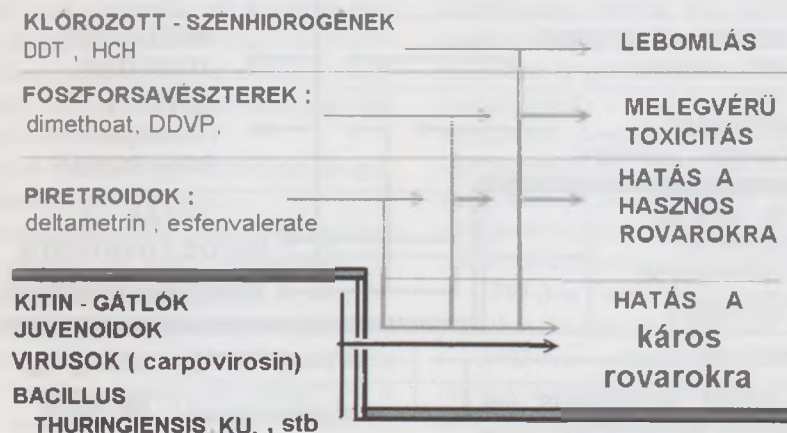 KLÓROZOTT - SZÉNHIDROGÉNEK
DDT , HCH
LEBOMLÁS
FOSZFORSAVÉSZTEREK :
dimethoat, DDVP,
MELEGVÉRÜ
TOXICITÁS
PIRETROIDOK :
deltametrin , esfenvalerate
HATÁS A
HASZNOS
ROVAROKRA
KITIN - GÁTLÓK
JUVENOIDOK
VIRUSOK ( carpovirosin)
BACILLUS
THURINGIENSIS KU. , stb
HATÁS A
káros
rovarokra